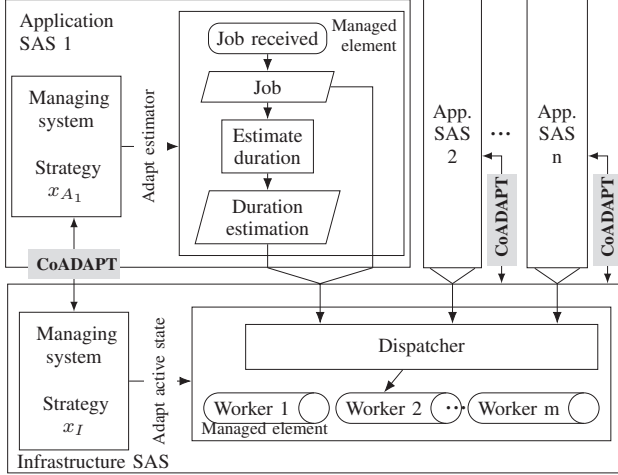 Application
SAS 1
Managed
element
Job received
Job
Estimate
duration
Duration
estimation
Managing
system
Strategy
x_{A_1}
Adapt estimator
App.
SAS
2
...
App.
SAS
n
CoADAPT
CoADAPT
CoADAPT
Managing
system
Strategy
x_I
Adapt active state
Dispatcher
Worker 1
Worker 2
...
Worker m
Managed element
Infrastructure SAS